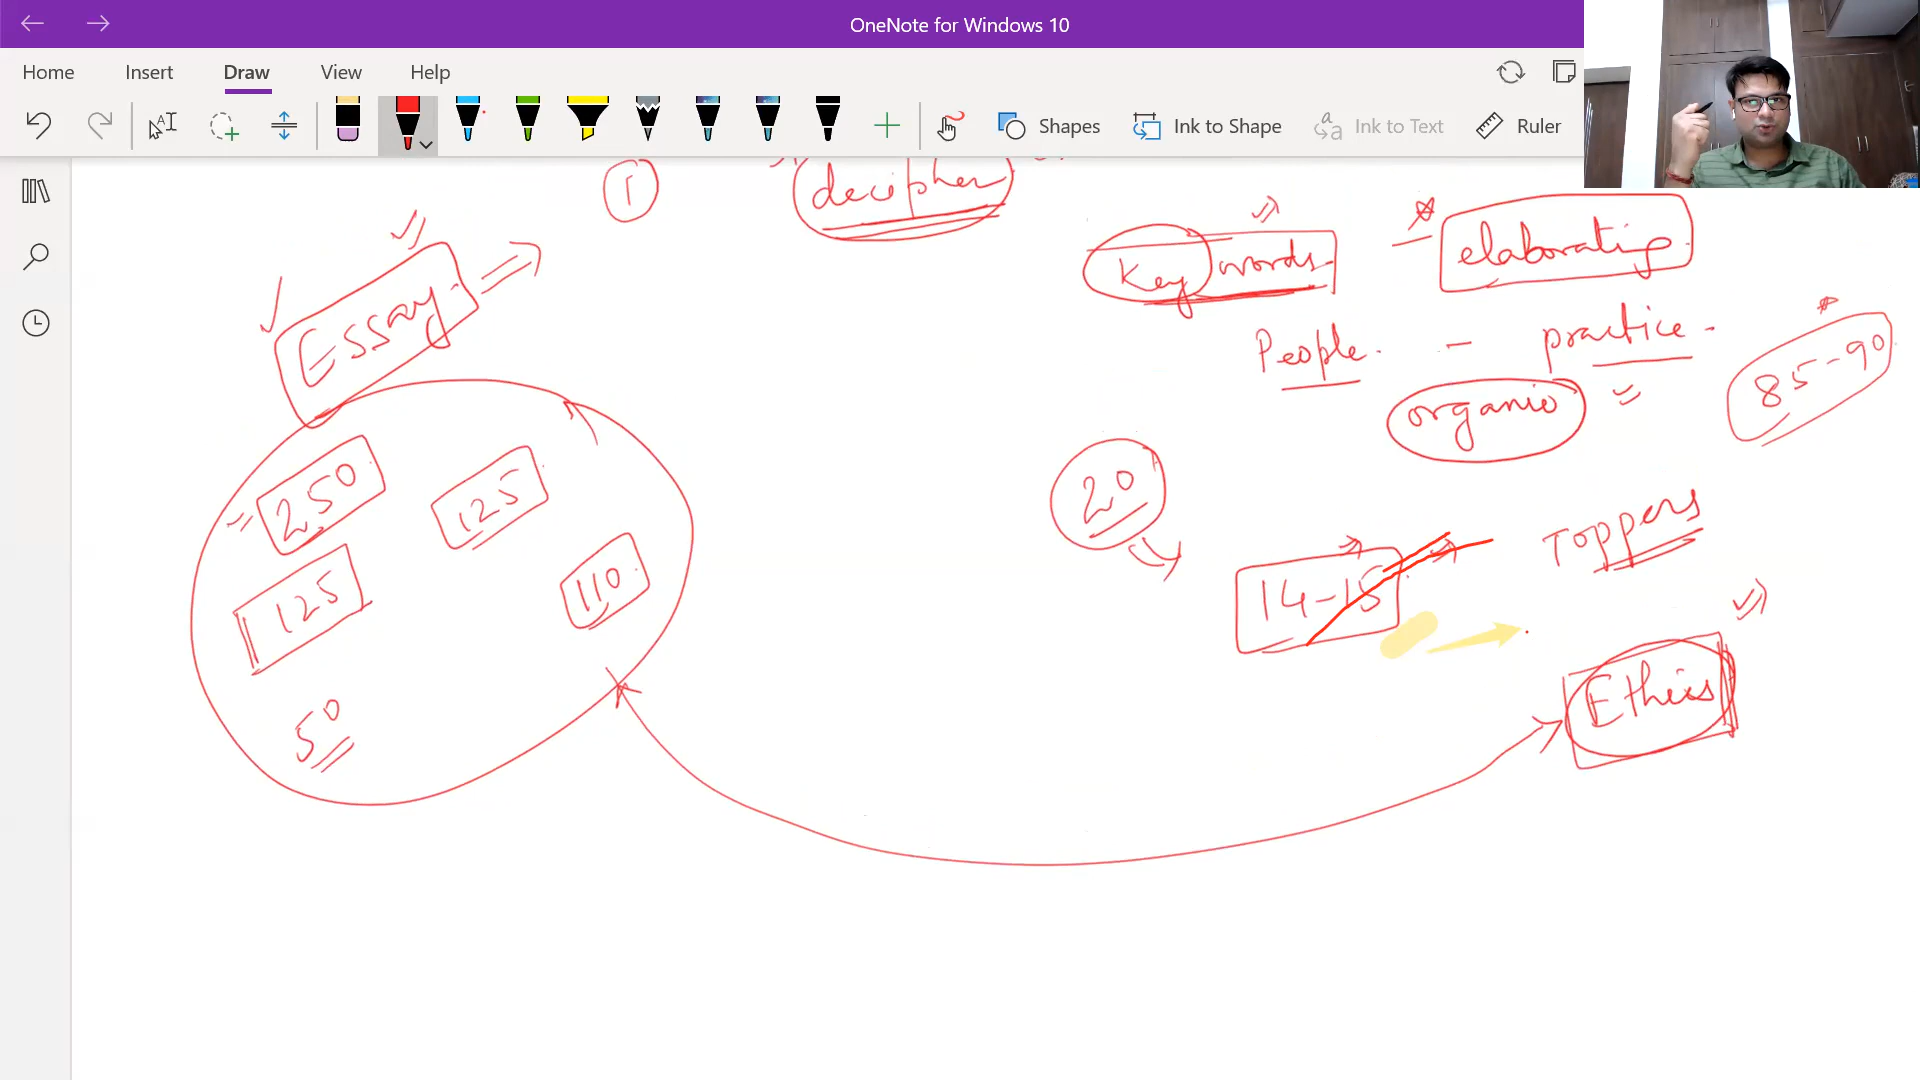 OneNote for Windows 10
Home Insert Draw View Help
Shapes Ink to Shape Ink to Text Ruler
1 decipher
Key words elaborating
Essay
People - practice -
85-90
organic
250 125
20
Toppers
125 110
14-15
50
Ethics